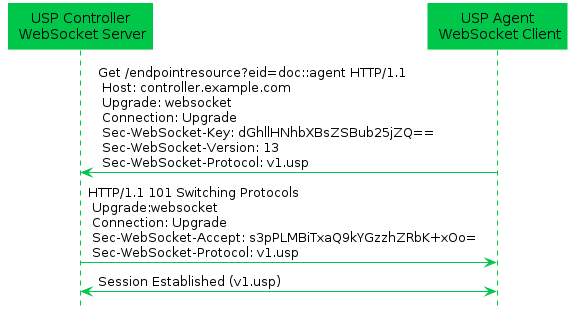 USP Controller
WebSocket Server
USP Agent
WebSocket Client
Get /endpointresource?eid=doc::agent HTTP/1.1
Host: controller.example.com
Upgrade: websocket
Connection: Upgrade
Sec-WebSocket-Key: dGhllHNhbXBsZSBub25jZQ==
Sec-WebSocket-Version: 13
Sec-WebSocket-Protocol: v1.usp
HTTP/1.1 101 Switching Protocols
Upgrade:websocket
Connection: Upgrade
Sec-WebSocket-Accept: s3pPLMBiTxaQ9kYGzzhZRbK+xOo=
Sec-WebSocket-Protocol: v1.usp
Session Established (v1.usp)